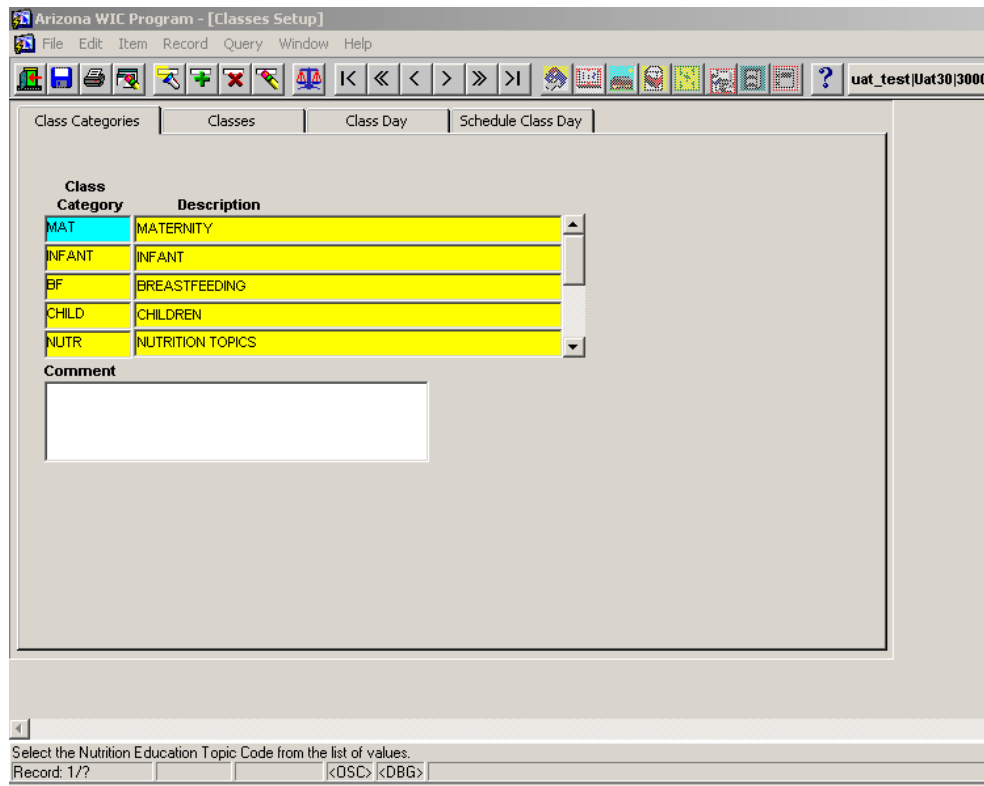 Arizona WIC Program - [Classes Setup]
File Edit Item Record Query Window Help
uat_test|Uat30|3000
Class Categories Classes Class Day Schedule Class Day
Class
Category Description
MAT MATERNITY
INFANT INFANT
BF BREASTFEEDING
CHILD CHILDREN
NUTR NUTRITION TOPICS
Comment
Select the Nutrition Education Topic Code from the list of values.
Record: 1/? <OSC> <DBG>